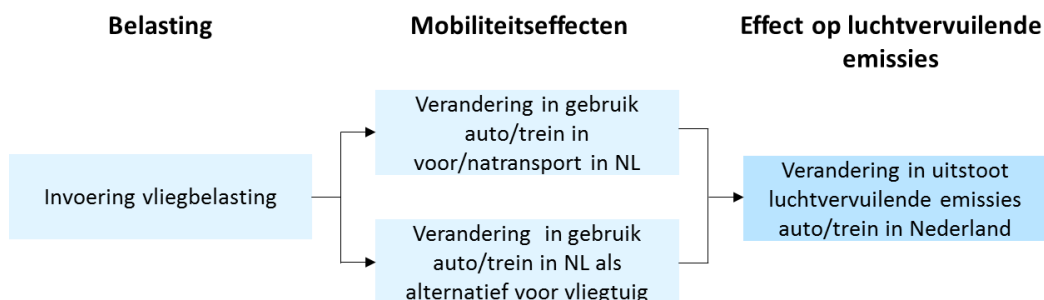 Belasting
Mobiliteitseffecten
Effect op luchtvervuilende
emissies
Invoering vliegbelasting
Verandering in gebruik
auto/trein in
voor/natransport in NL
Verandering in gebruik
auto/trein in NL als
alternatief voor vliegtuig
Verandering in uitstoot
luchtvervuilende emissies
auto/trein in Nederland